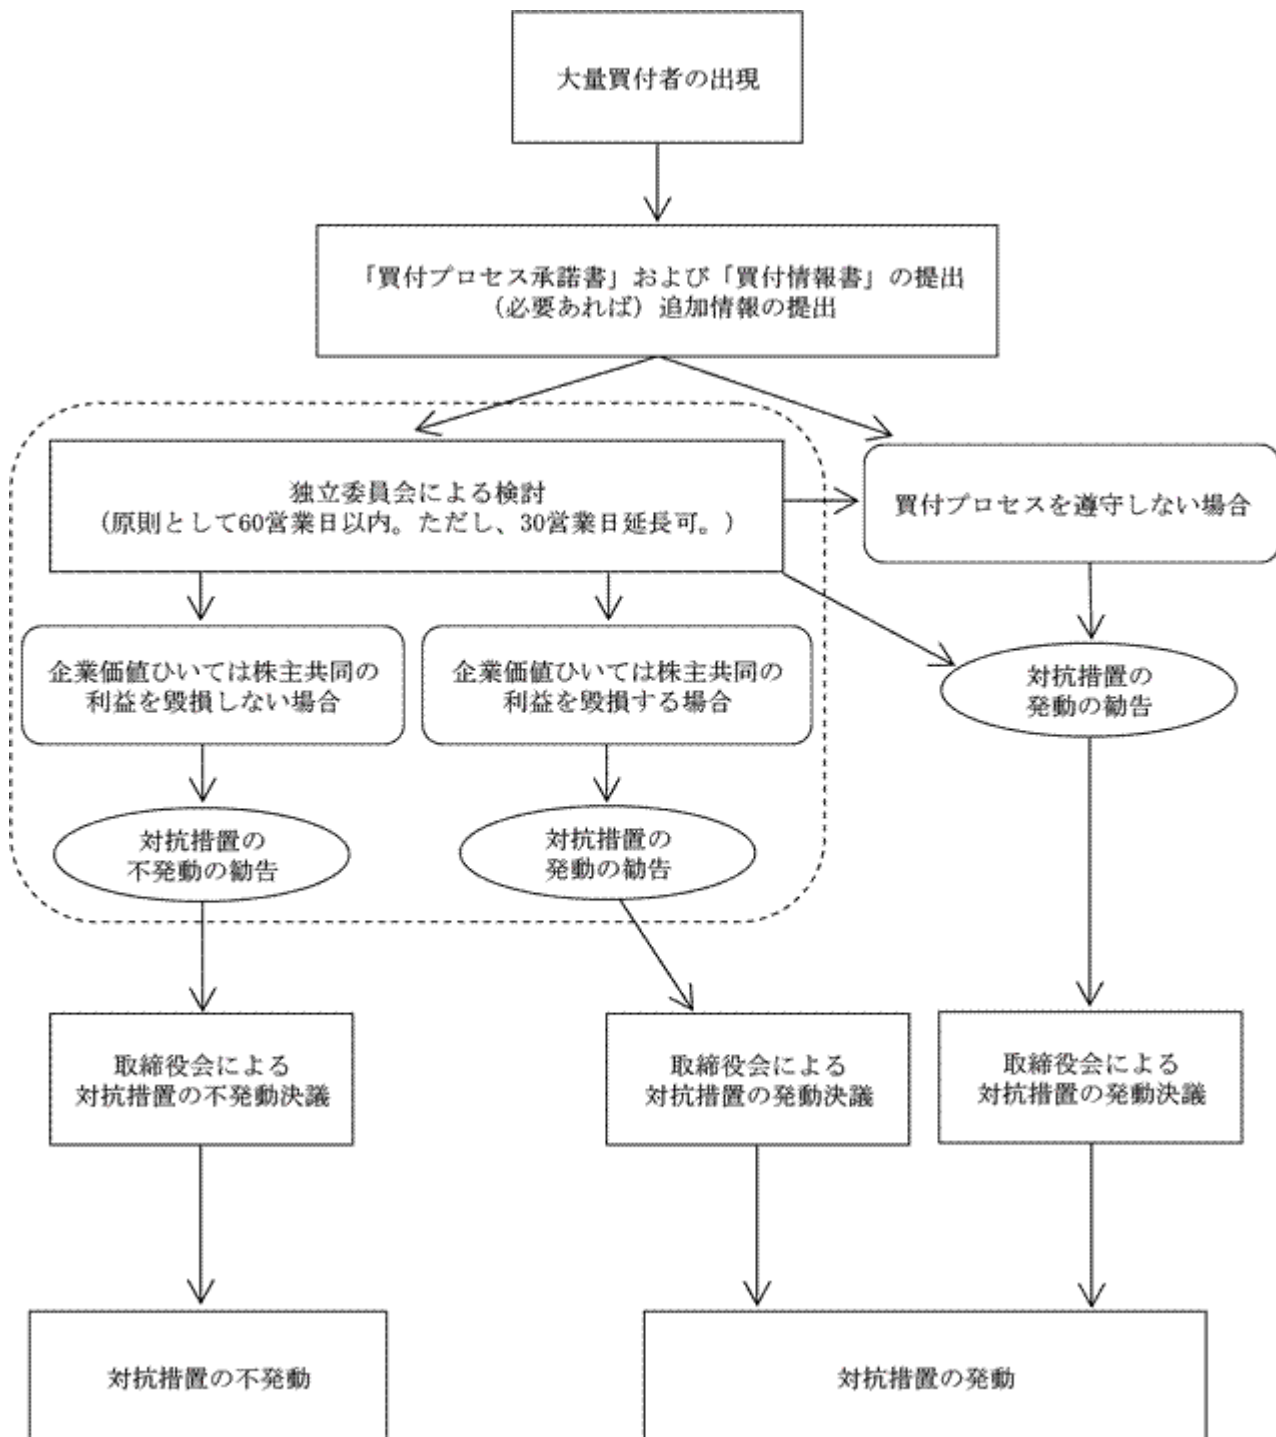 大量買付者の出現
「買付プロセス承諾書」および「買付情報書」の提出
（必要あれば）追加情報の提出
独立委員会による検討
（原則として60営業日以内。ただし、30営業日延長可。）
買付プロセスを遵守しない場合
企業価値ひいては株主共同の
利益を毀損しない場合
企業価値ひいては株主共同の
利益を毀損する場合
対抗措置の
発動の勧告
対抗措置の
不発動の勧告
対抗措置の
発動の勧告
取締役会による
対抗措置の不発動決議
取締役会による
対抗措置の発動決議
取締役会による
対抗措置の発動決議
対抗措置の不発動
対抗措置の発動